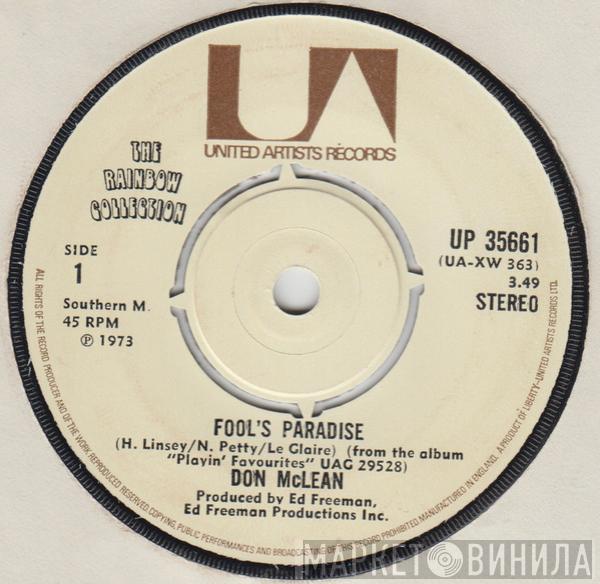 UA
UNITED ARTISTS RECORDS
THE
RAINBOW
COLLECTION
SIDE
1
Southern M.
45 RPM
Ⓟ 1973
UP 35661
(UA-XW 363)
3.49
STEREO
FOOL'S PARADISE
(H. Linsey/N. Petty/Le Glaire) (from the album
"Playin' Favourites" UAG 29528)
DON McLEAN
Produced by Ed Freeman,
Ed Freeman Productions Inc.
ALL RIGHTS OF THE RECORD PRODUCER AND OF THE OWNER OF THE WORK REPRODUCED RESERVED. COPYING, PUBLIC PERFORMANCES AND BROADCASTING OF THIS RECORD PROHIBITED. MANUFACTURED IN ENGLAND. A PRODUCT OF LIBERTY-UNITED ARTISTS RECORDS LTD.
МАРКЕТ ВИНИЛА